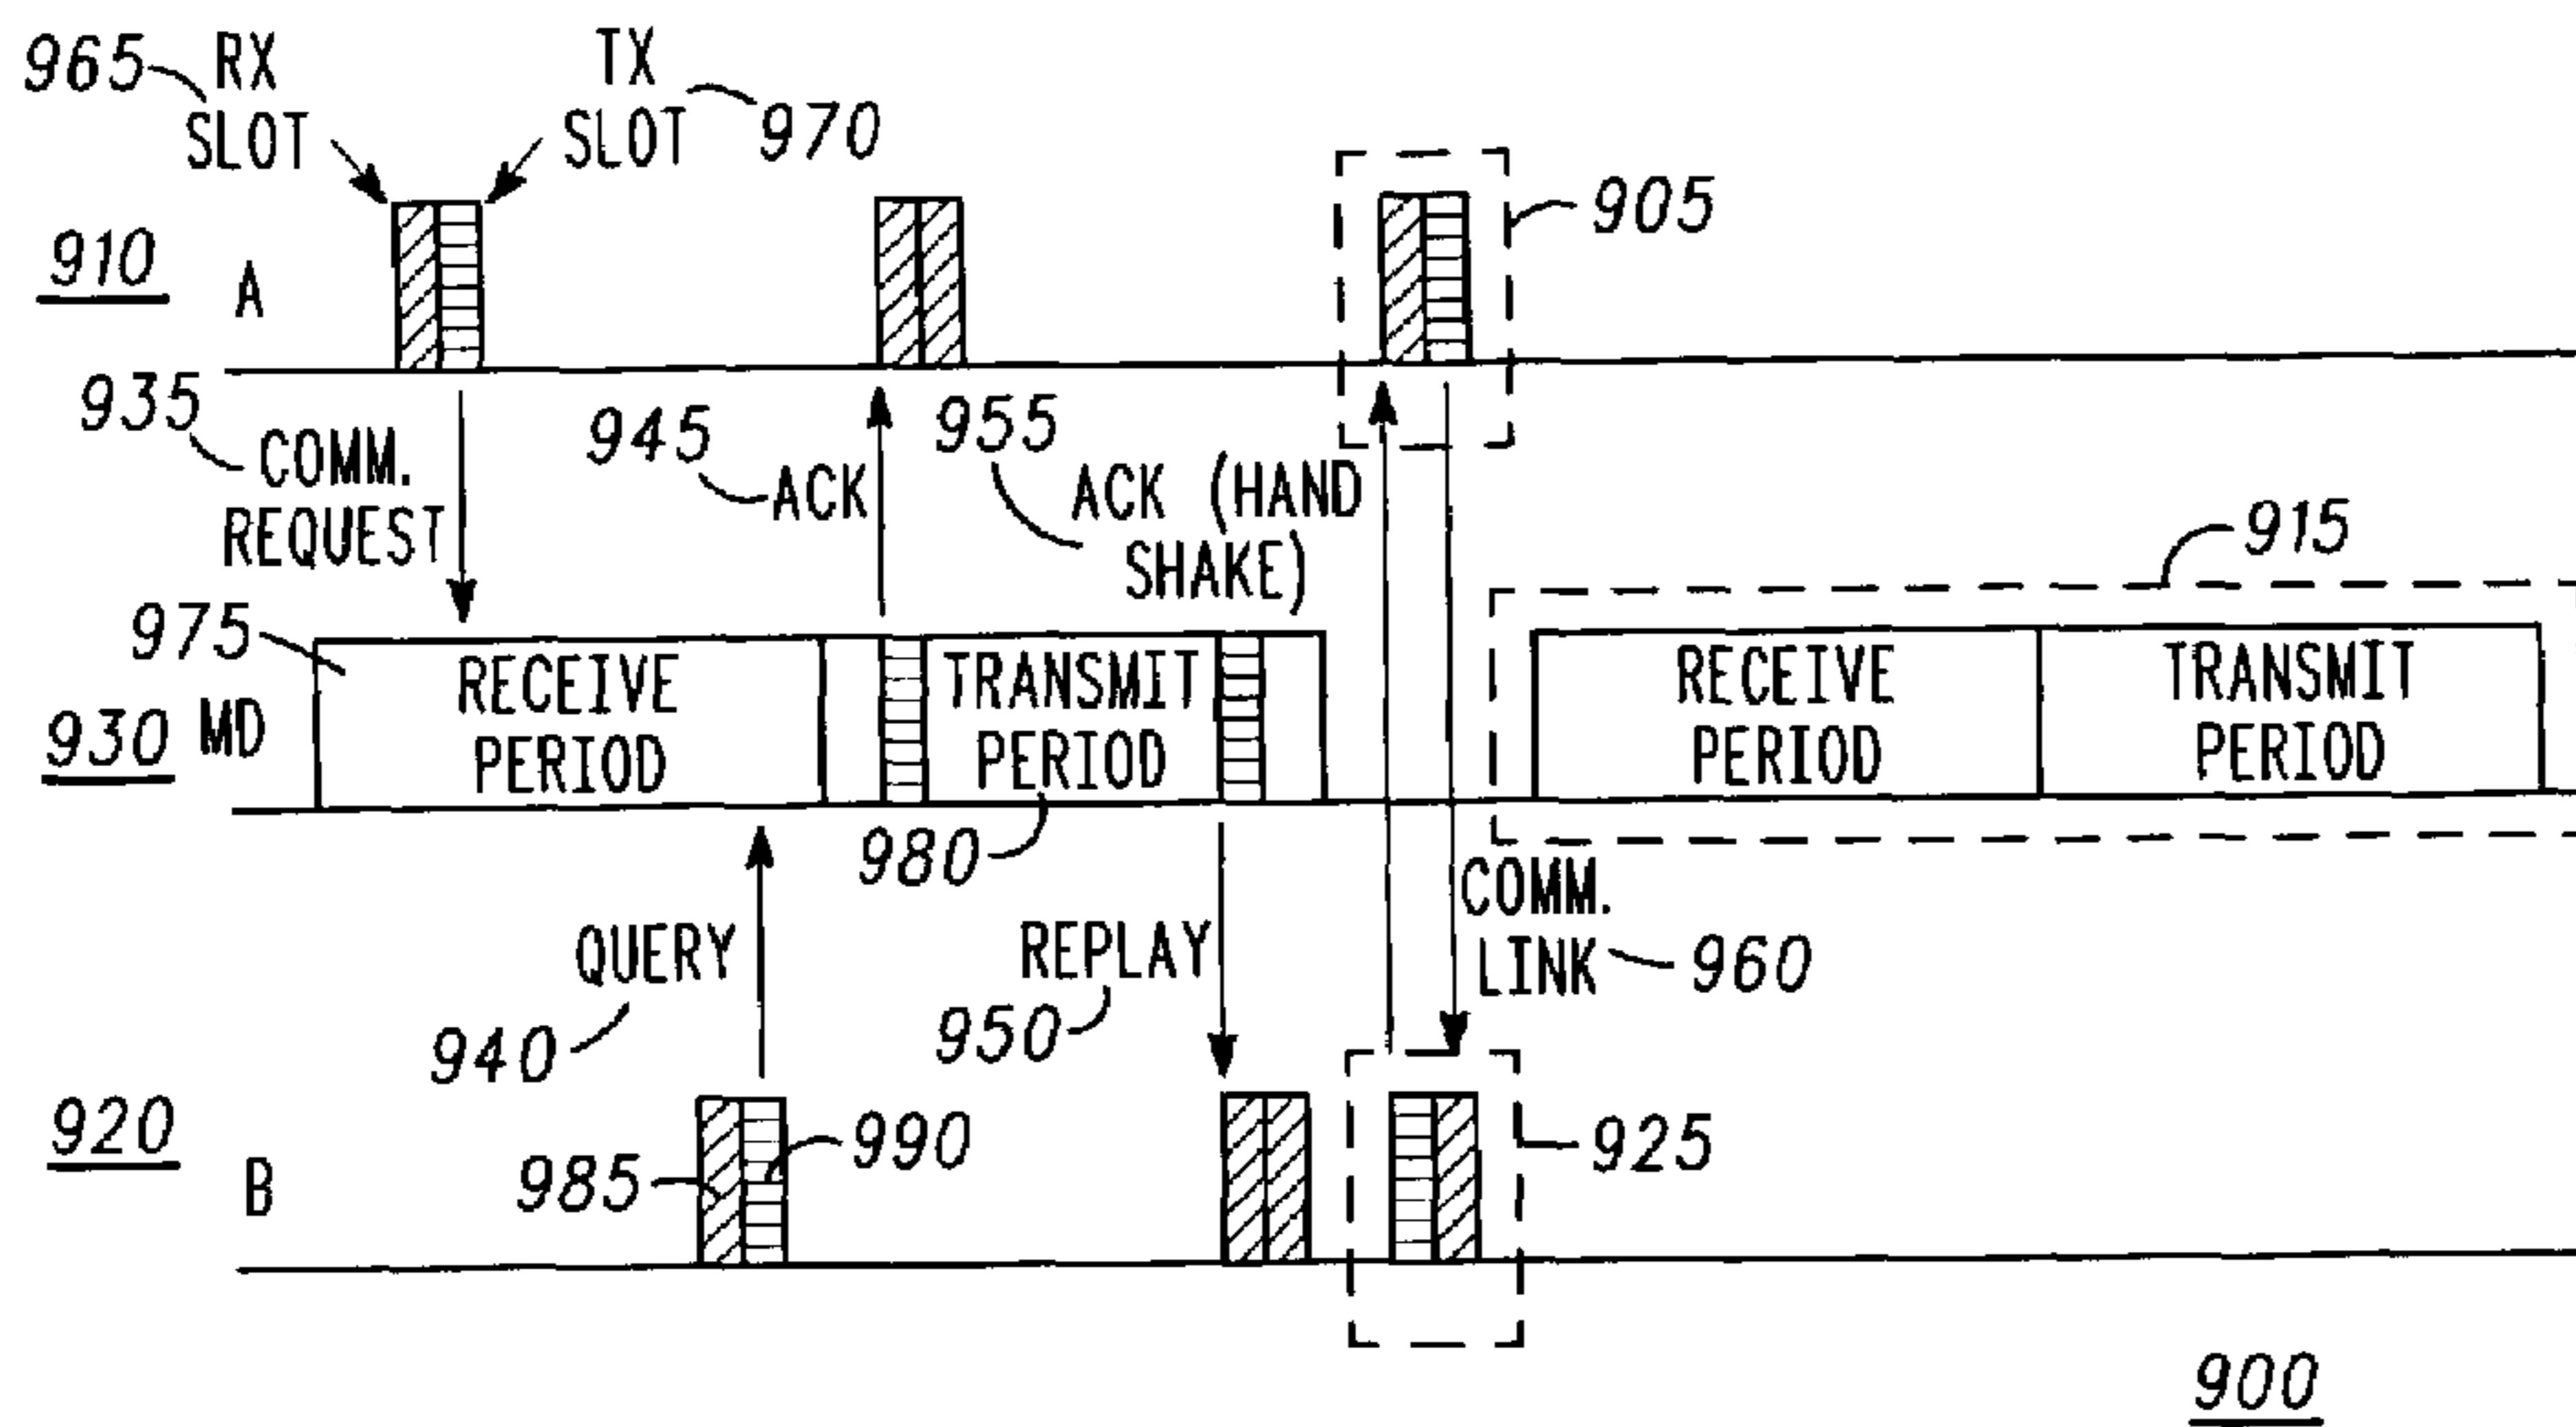 965 RX SLOT
TX SLOT 970
905
910 A
935 COMM. REQUEST
945 ACK
955 ACK (HAND SHAKE)
915
975
930 MD
RECEIVE PERIOD
TRANSMIT PERIOD
980
RECEIVE PERIOD
TRANSMIT PERIOD
QUERY
940
REPLAY
950
COMM. LINK 960
920 B
985
990
925
900